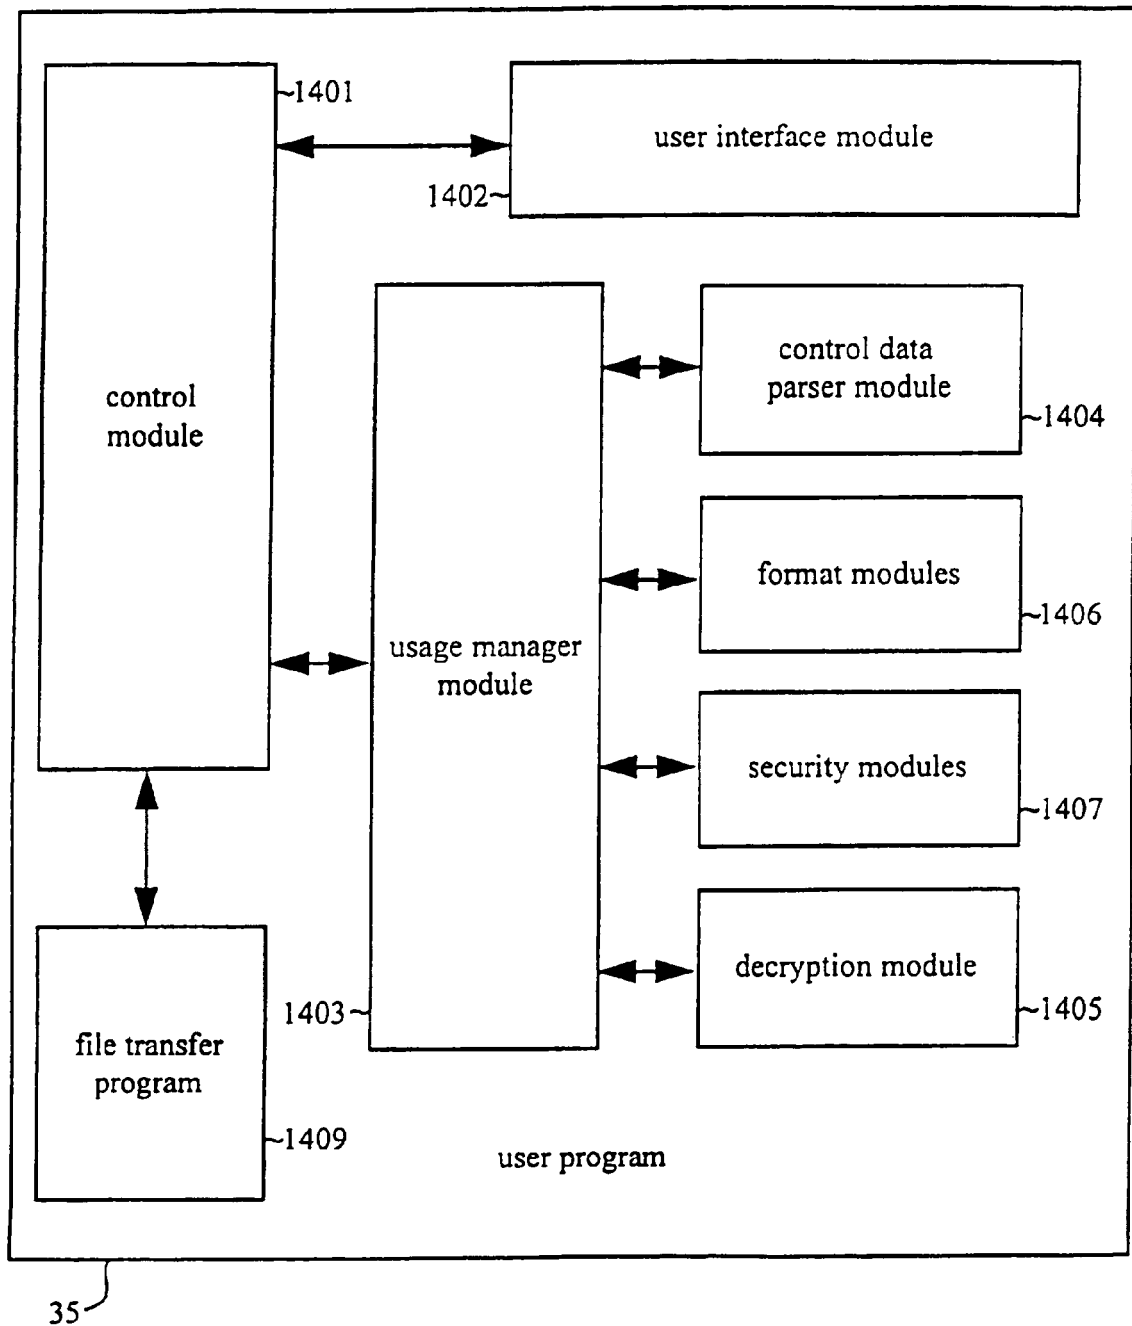 1401
user interface module
1402
control
module
control data
parser module
1404
format modules
1406
usage manager
module
security modules
1407
decryption module
1405
1403
file transfer
program
1409
user program
35